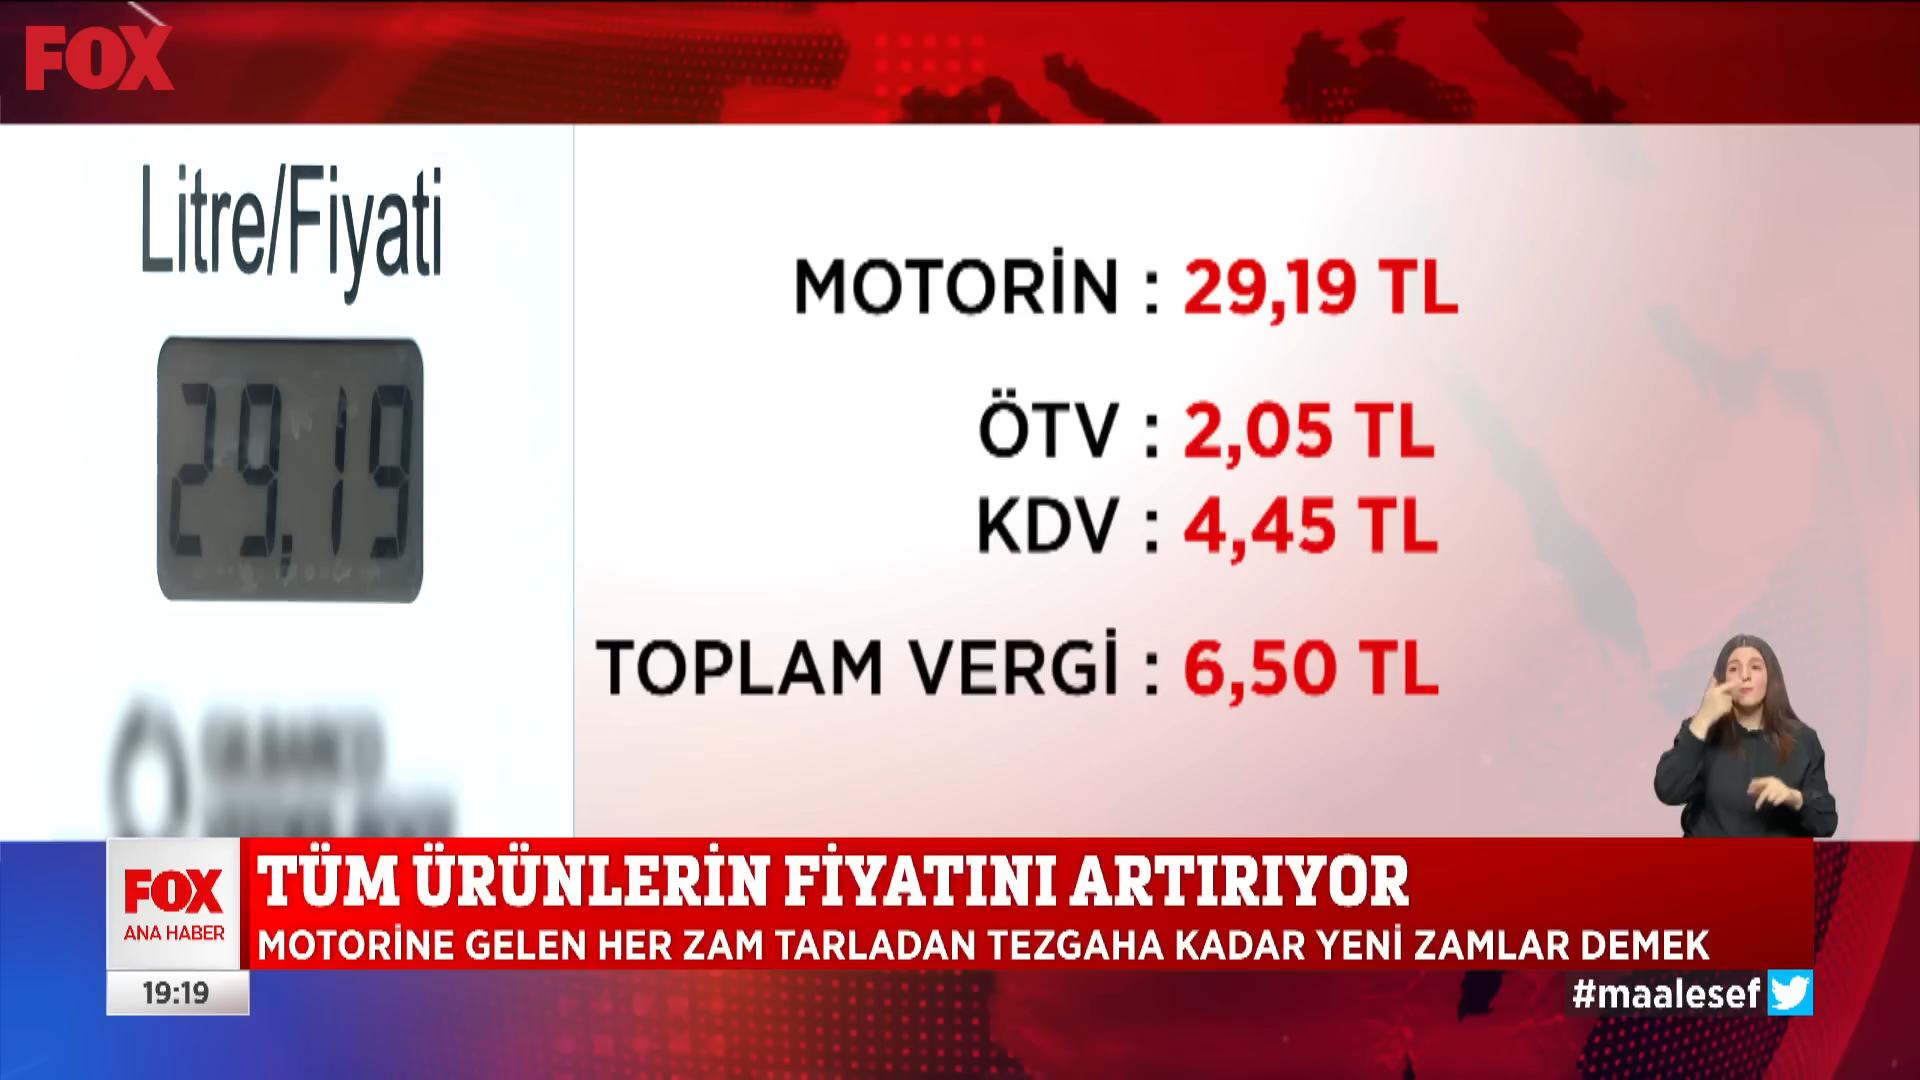 FOX
Litre/Fiyati
29,19
MOTORİN : 29,19 TL
ÖTV : 2,05 TL
KDV : 4,45 TL
TOPLAM VERGİ : 6,50 TL
FOX
ANA HABER
TÜM ÜRÜNLERİN FİYATINI ARTIRIYOR
MOTORİNE GELEN HER ZAM TARLADAN TEZGAHA KADAR YENİ ZAMLAR DEMEK
19:19
#maalesef